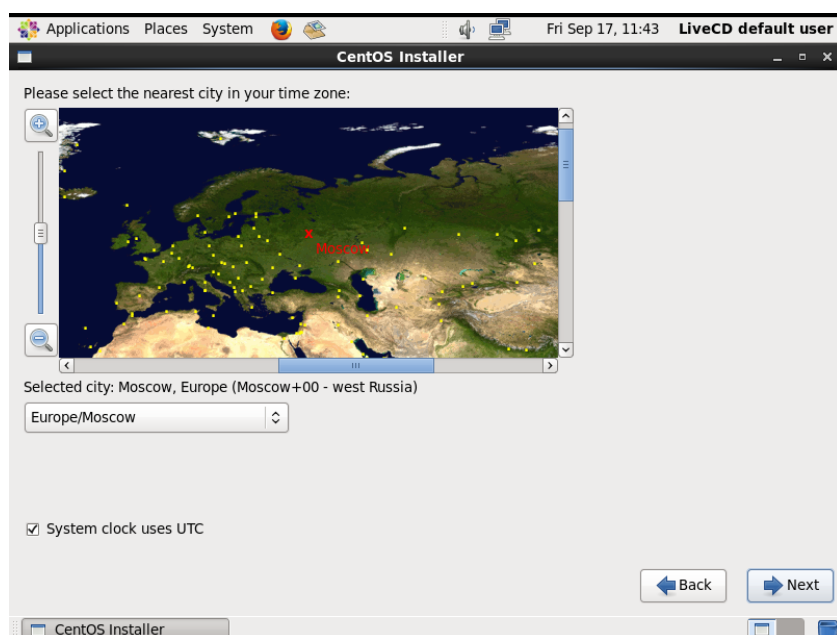 Applications Places System Fri Sep 17, 11:43 LiveCD default user
CentOS Installer
Please select the nearest city in your time zone:
Moscow
Selected city: Moscow, Europe (Moscow+00 - west Russia)
Europe/Moscow
System clock uses UTC
Back Next
CentOS Installer